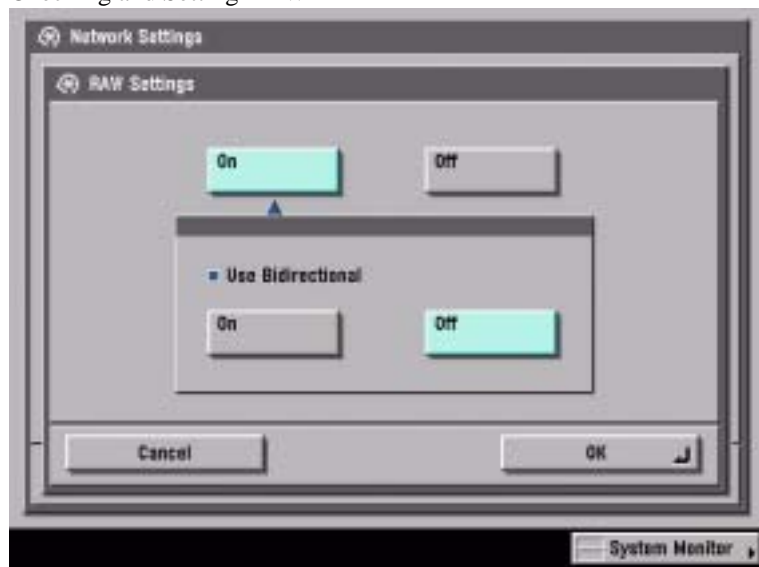 Network Settings
RAW Settings
On Off
Use Bidirectional
On Off
Cancel OK
System Monitor